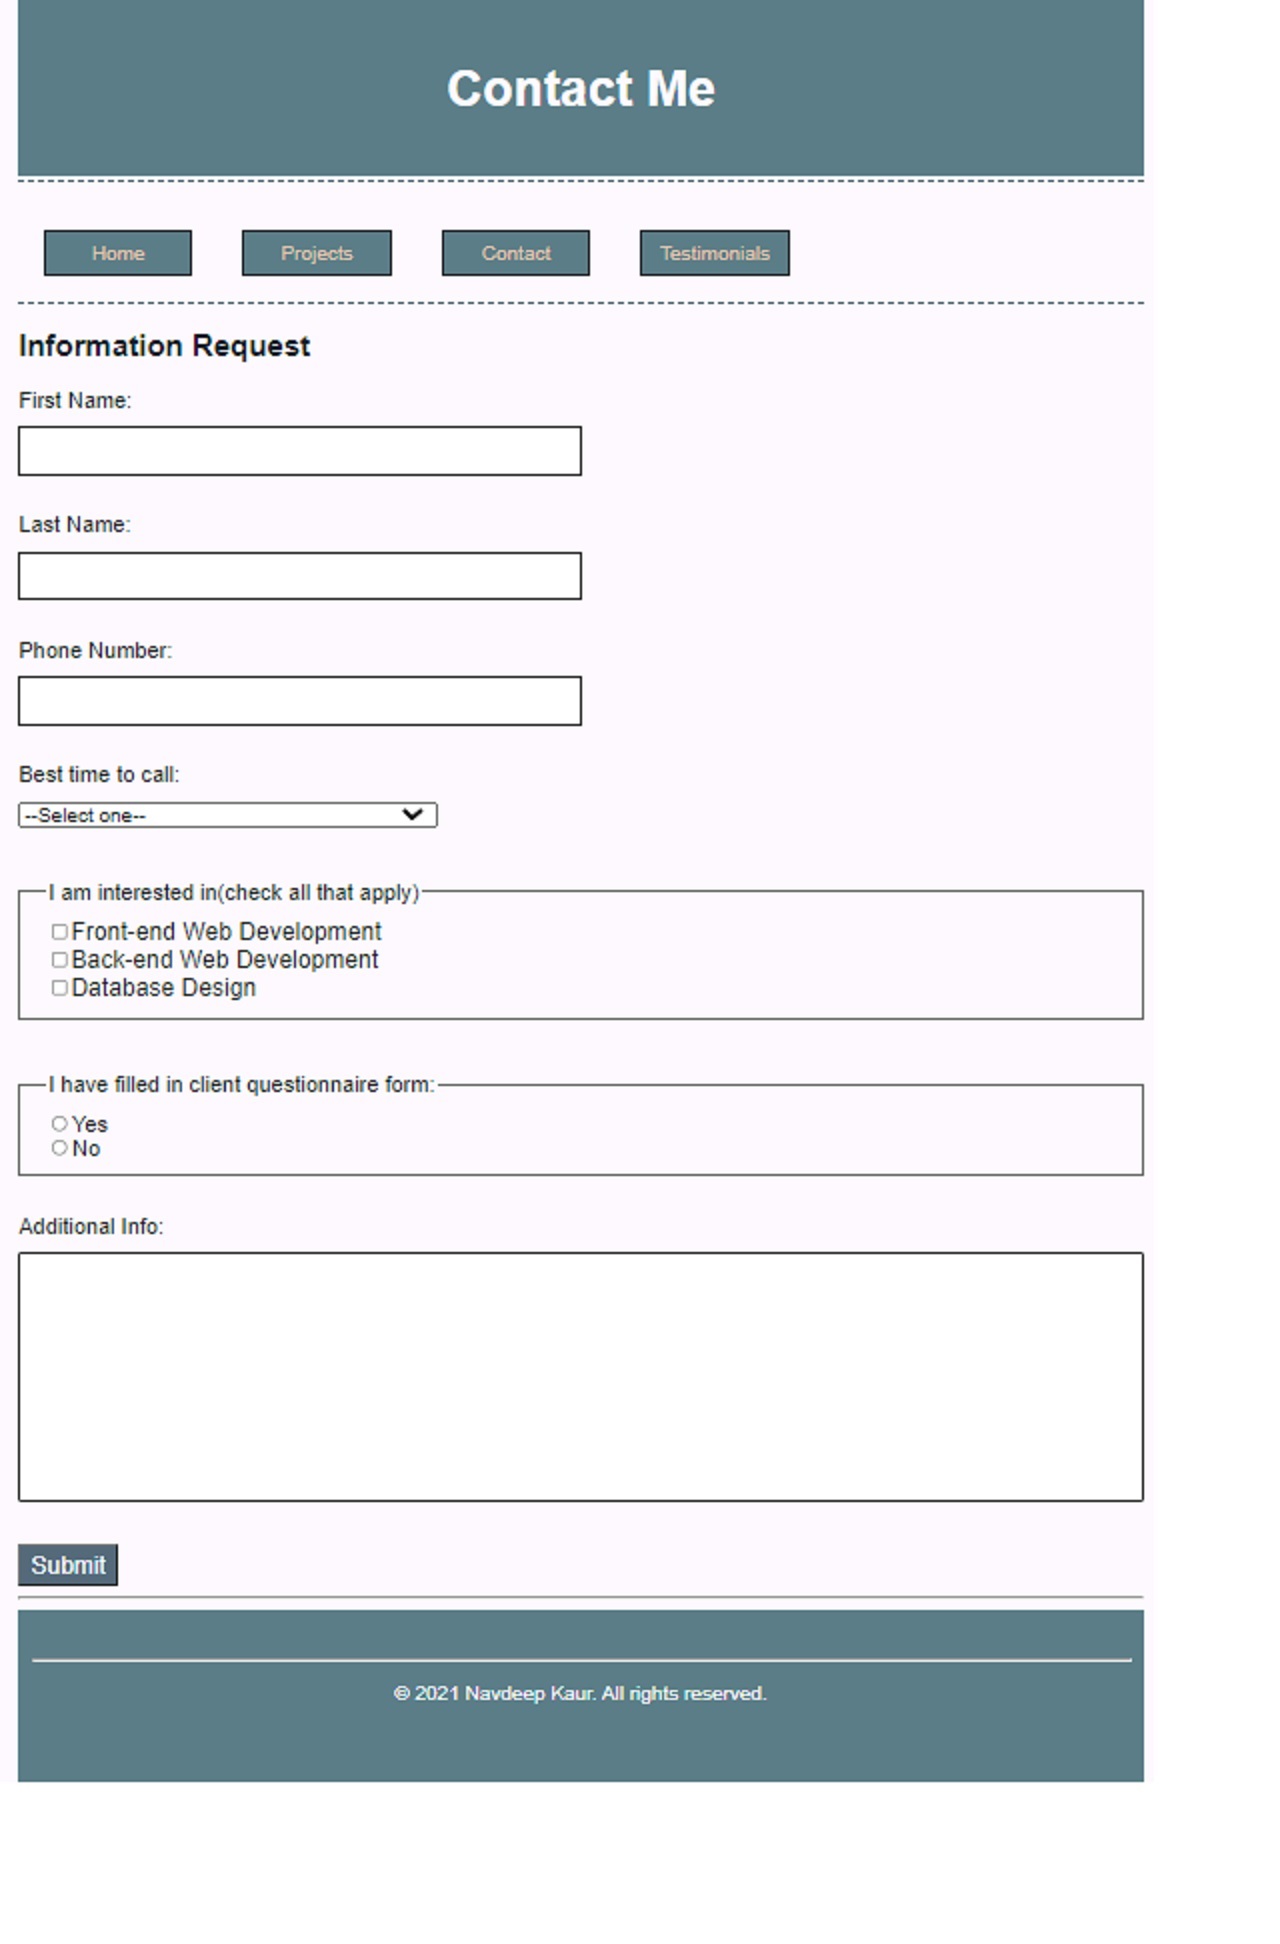 Contact Me
Home Projects Contact Testimonials
Information Request
First Name:
Last Name:
Phone Number:
Best time to call:
--Select one--
I am interested in(check all that apply)
Front-end Web Development
Back-end Web Development
Database Design
I have filled in client questionnaire form:
Yes
No
Additional Info:
Submit
© 2021 Navdeep Kaur. All rights reserved.